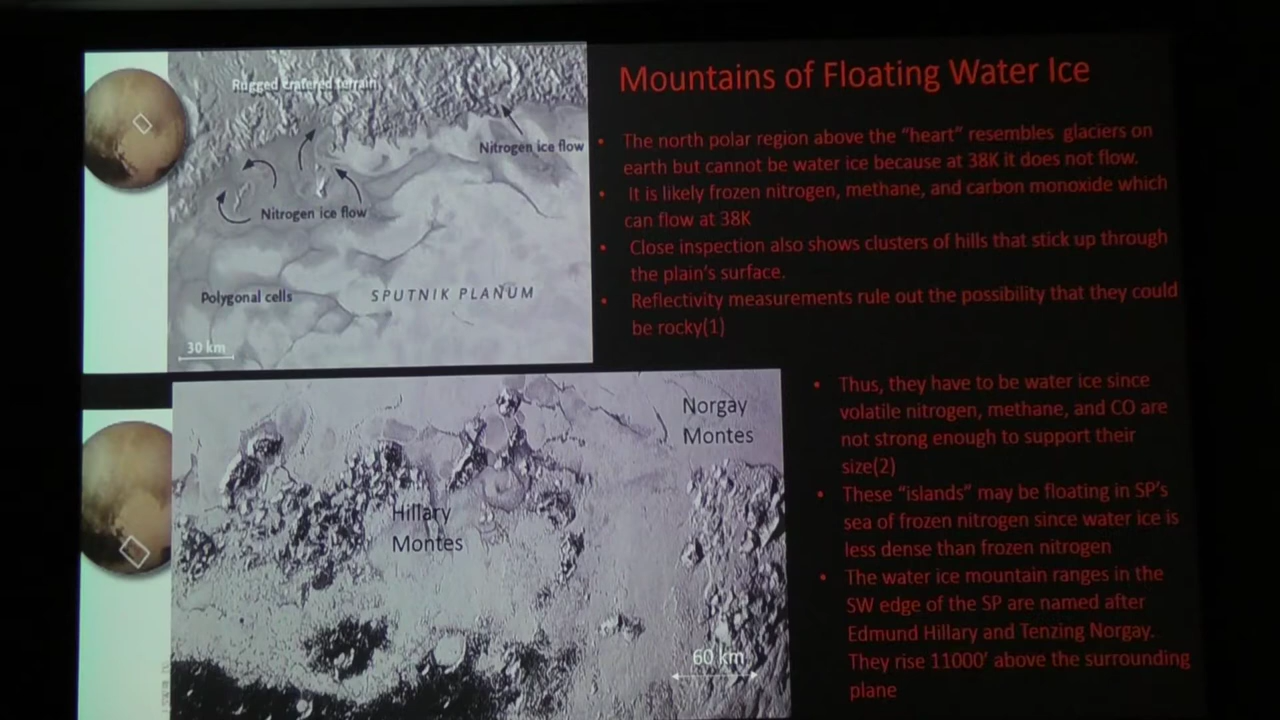 Mountains of Floating Water Ice
Rugged cratered terrain
Nitrogen ice flow
Nitrogen ice flow
Polygonal cells
SPUTNIK PLANUM
30 km
• The north polar region above the “heart” resembles glaciers on
earth but cannot be water ice because at 38K it does not flow.
• It is likely frozen nitrogen, methane, and carbon monoxide which
can flow at 38K
• Close inspection also shows clusters of hills that stick up through
the plain's surface.
• Reflectivity measurements rule out the possibility that they could
be rocky(1)
Norgay
Montes
Hillary
Montes
60 km
• Thus, they have to be water ice since
volatile nitrogen, methane, and CO are
not strong enough to support their
size(2)
• These “islands” may be floating in SP's
sea of frozen nitrogen since water ice is
less dense than frozen nitrogen
• The water ice mountain ranges in the
SW edge of the SP are named after
Edmund Hillary and Tenzing Norgay.
They rise 11000' above the surrounding
plane